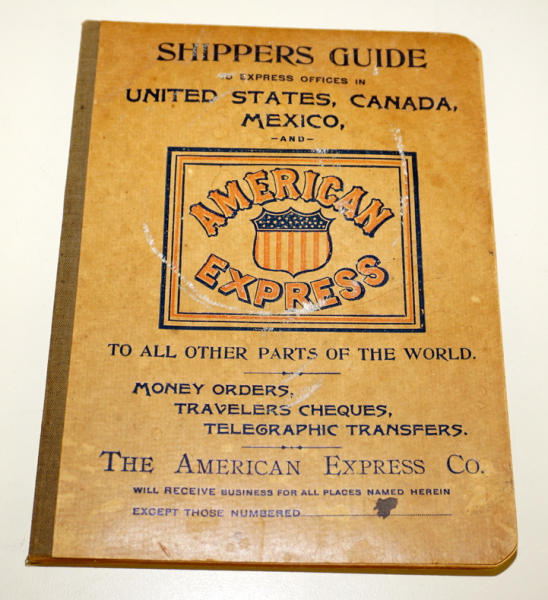 SHIPPERS GUIDE
TO EXPRESS OFFICES IN
UNITED STATES, CANADA,
MEXICO,
-AND-
AMERICAN
EXPRESS
TO ALL OTHER PARTS OF THE WORLD.
MONEY ORDERS,
TRAVELERS CHEQUES,
TELEGRAPHIC TRANSFERS.
THE AMERICAN EXPRESS CO.
WILL RECEIVE BUSINESS FOR ALL PLACES NAMED HEREIN
EXCEPT THOSE NUMBERED